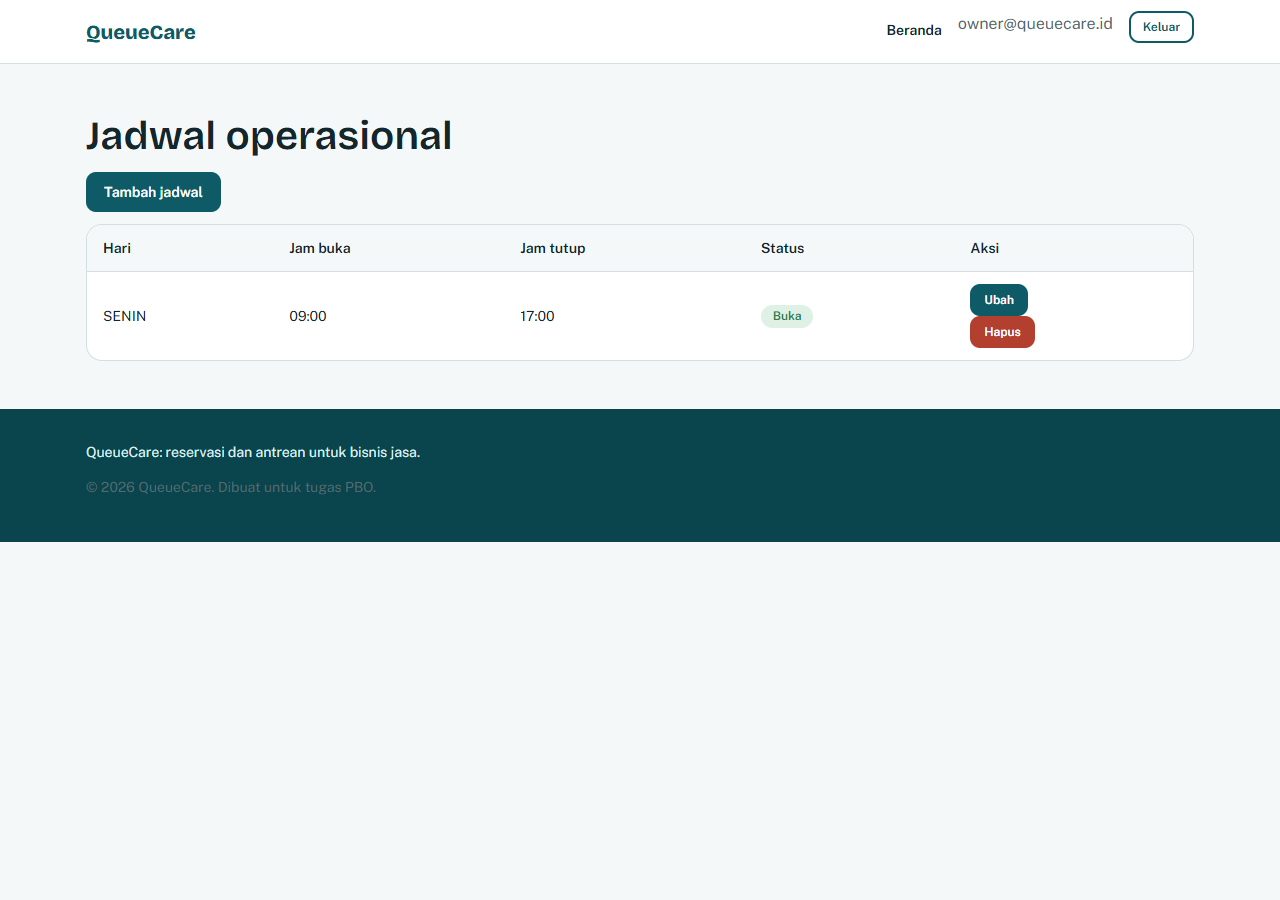 QueueCare
Beranda owner@queuecare.id Keluar
Jadwal operasional
Tambah jadwal
Hari Jam buka Jam tutup Status Aksi
SENIN 09:00 17:00 Buka Ubah
Hapus
QueueCare: reservasi dan antrean untuk bisnis jasa.
© 2026 QueueCare. Dibuat untuk tugas PBO.